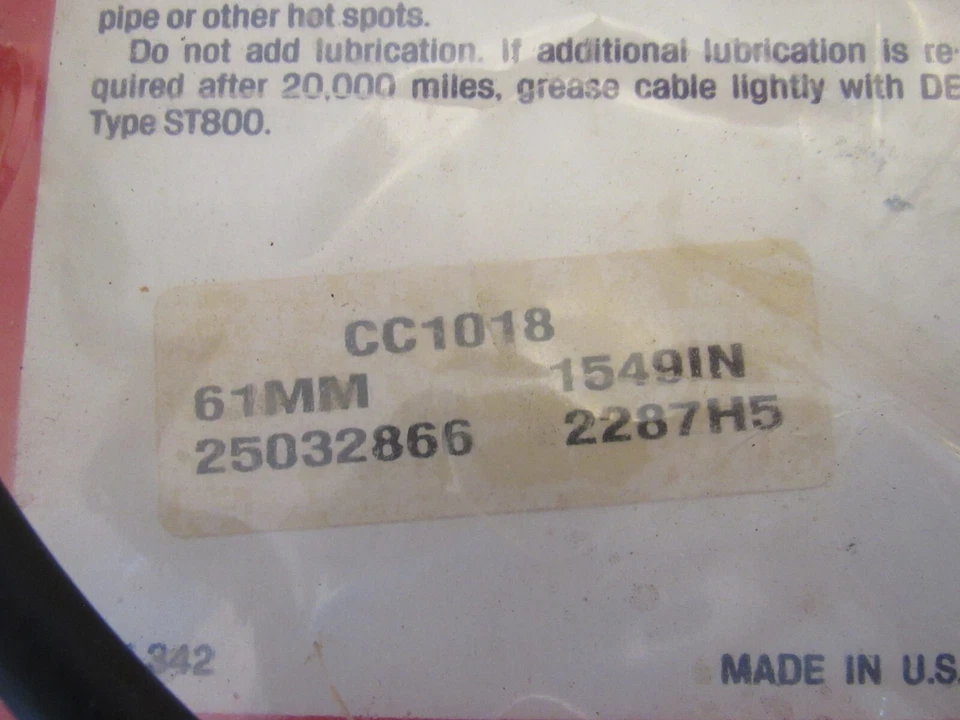 pipe or other hot spots.
Do not add lubrication. If additional lubrication is re-
quired after 20,000 miles, grease cable lightly with DE
Type ST800.
CC1018
61MM 1549IN
25032866 2287H5
342
MADE IN U.S.